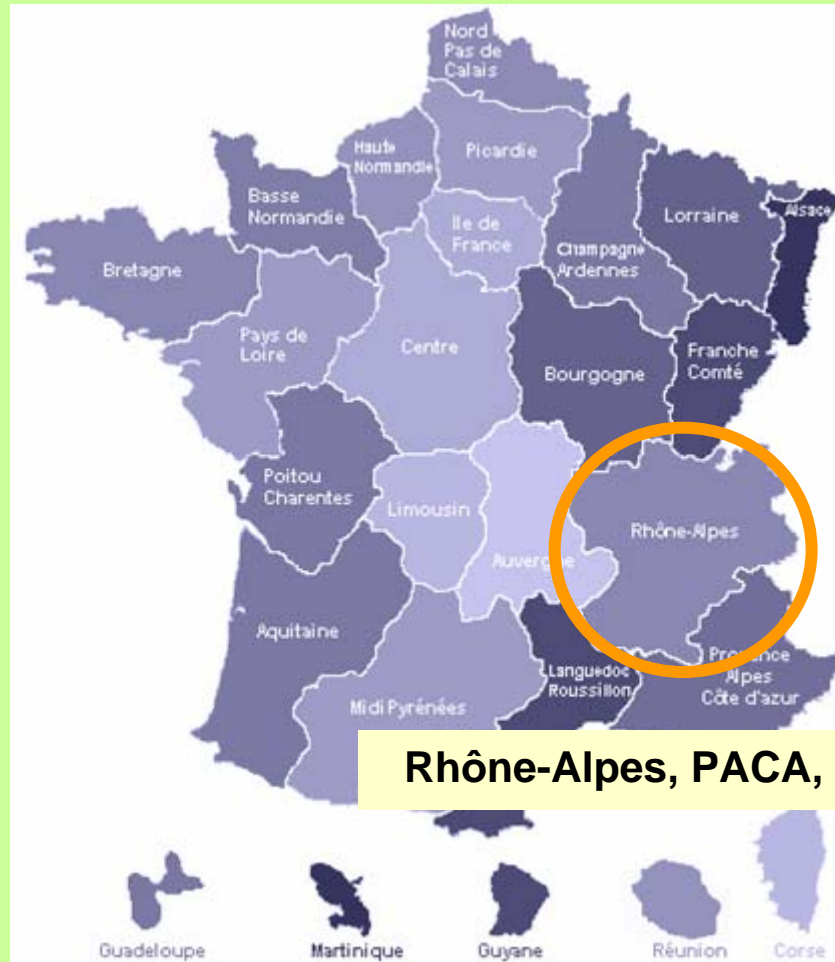 Nord
Pas de
Calais
Haute
Normandie
Picardie
Basse
Normandie
Ile de
France
Champagne
Ardennes
Lorraine
Alsace
Bretagne
Pays de
Loire
Centre
Bourgogne
Franche
Comté
Poitou
Charentes
Limousin
Auvergne
Rhône-Alpes
Aquitaine
Midi Pyrénées
Languedoc
Roussillon
Provence
Alpes
Côte d'azur
Rhône-Alpes, PACA,
Guadeloupe
Martinique
Guyane
Réunion
Corse